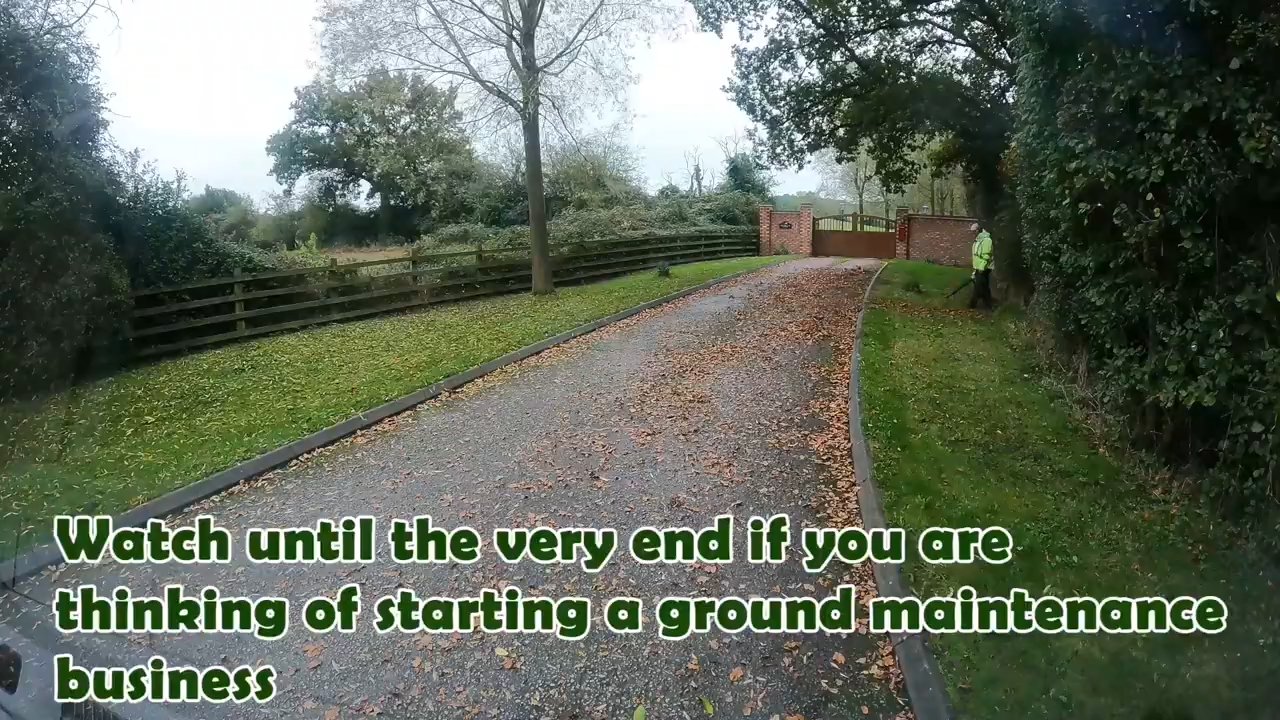 Watch until the very end if you are
thinking of starting a ground maintenance
business